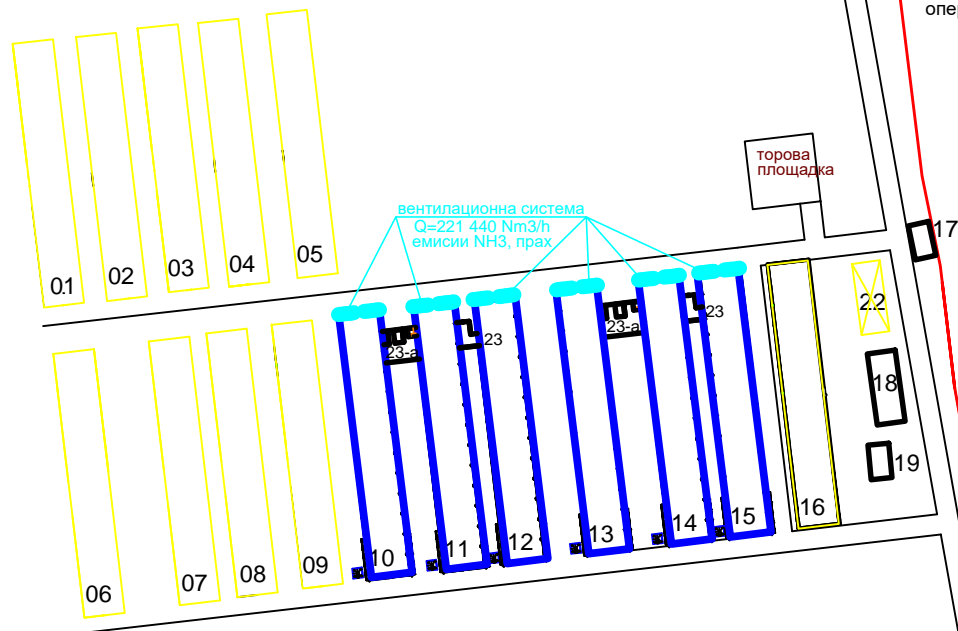 опер
торова
площадка
вентилационна система
Q=221 440 Nm3/h
емисии NH3, прах
17
01
02
03
04
05
22
23-а
23
23-а
23
18
19
06
07
08
09
10
11
12
13
14
15
16